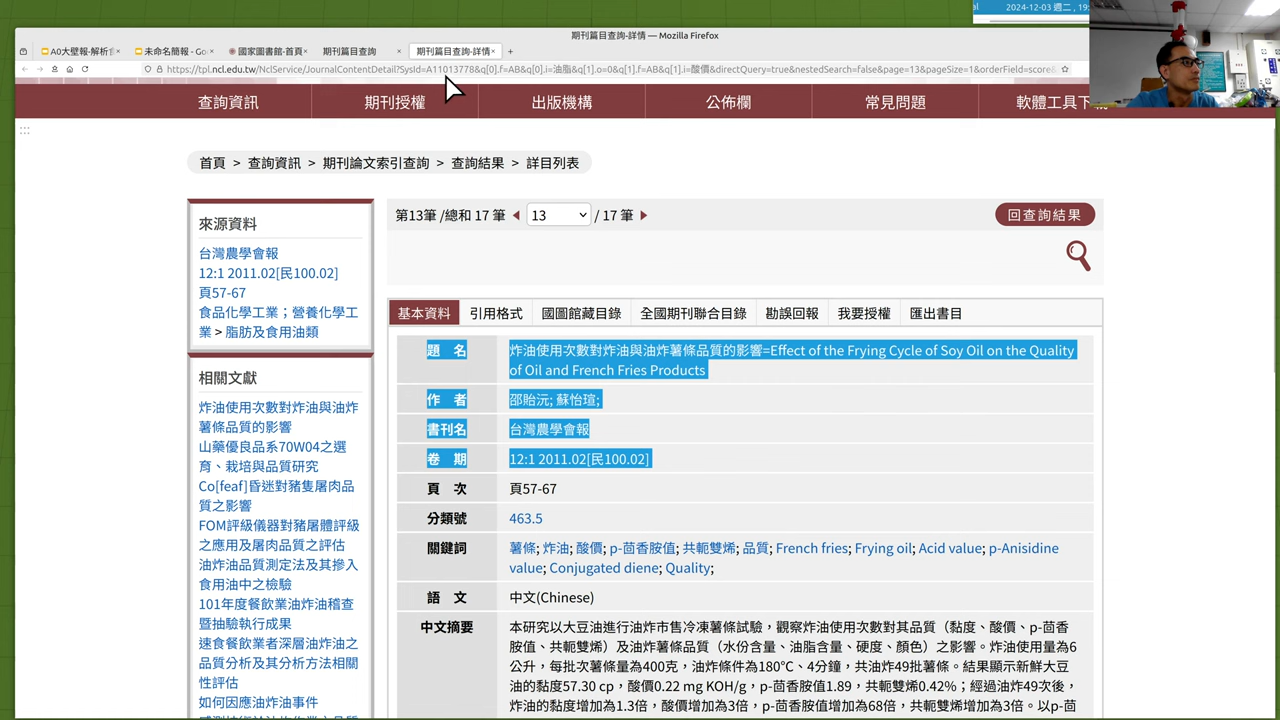 al 2024-12-03 週二 , 19:
期刊篇目查詢-詳情 — Mozilla Firefox
A0大壁報-解析 未命名簡報 - Go 國家圖書館-首頁 期刊篇目查詢 期刊篇目查詢-詳情
https://tpl.ncl.edu.tw/NclService/JournalContentDetail?SysId=A11013778&q[0].f=AB&q[0].i=油脂&q[1].o=0&q[1].f=AB&q[1].i=酸價&directQuery=true&nestedSearch=false&page=13&pageSize=1&orderField=score
查詢資訊 期刊授權 出版機構 公佈欄 常見問題 軟體工具下
首頁 > 查詢資訊 > 期刊論文索引查詢 > 查詢結果 > 詳目列表
來源資料
台灣農學會報
12:1 2011.02[民100.02]
頁57-67
食品化學工業；營養化學工
業 > 脂肪及食用油類
相關文獻
炸油使用次數對炸油與油炸
薯條品質的影響
山藥優良品系70W04之選
育、栽培與品質研究
Co[feaf]昏迷對豬隻屠肉品
質之影響
FOM評級儀器對豬屠體評級
之應用及屠肉品質之評估
油炸油品質測定法及其摻入
食用油中之檢驗
101年度餐飲業油炸油稽查
暨抽驗執行成果
速食餐飲業者深層油炸油之
品質分析及其分析方法相關
性評估
如何因應油炸油事件
第13筆 /總和 17 筆 13 / 17 筆 回查詢結果
基本資料 引用格式 國圖館藏目錄 全國期刊聯合目錄 勘誤回報 我要授權 匯出書目
題 名 炸油使用次數對炸油與油炸薯條品質的影響=Effect of the Frying Cycle of Soy Oil on the Quality
of Oil and French Fries Products
作 者 邵貽沅; 蘇怡瑄;
書刊名 台灣農學會報
卷 期 12:1 2011.02[民100.02]
頁 次 頁57-67
分類號 463.5
關鍵詞 薯條; 炸油; 酸價; p-茴香胺值; 共軛雙烯; 品質; French fries; Frying oil; Acid value; p-Anisidine
value; Conjugated diene; Quality;
語 文 中文(Chinese)
中文摘要 本研究以大豆油進行油炸市售冷凍薯條試驗，觀察炸油使用次數對其品質（黏度、酸價、p-茴香
胺值、共軛雙烯）及油炸薯條品質（水份含量、油脂含量、硬度、顏色）之影響。炸油使用量為6
公升，每批次薯條量為400克，油炸條件為180℃、4分鐘，共油炸49批薯條。結果顯示新鮮大豆
油的黏度57.30 cp，酸價0.22 mg KOH/g，p-茴香胺值1.89，共軛雙烯0.42%；經過油炸49次後，
炸油的黏度增加為1.3倍，酸價增加為3倍，p-茴香胺值增加為68倍，共軛雙烯增加為3倍。以p-茴